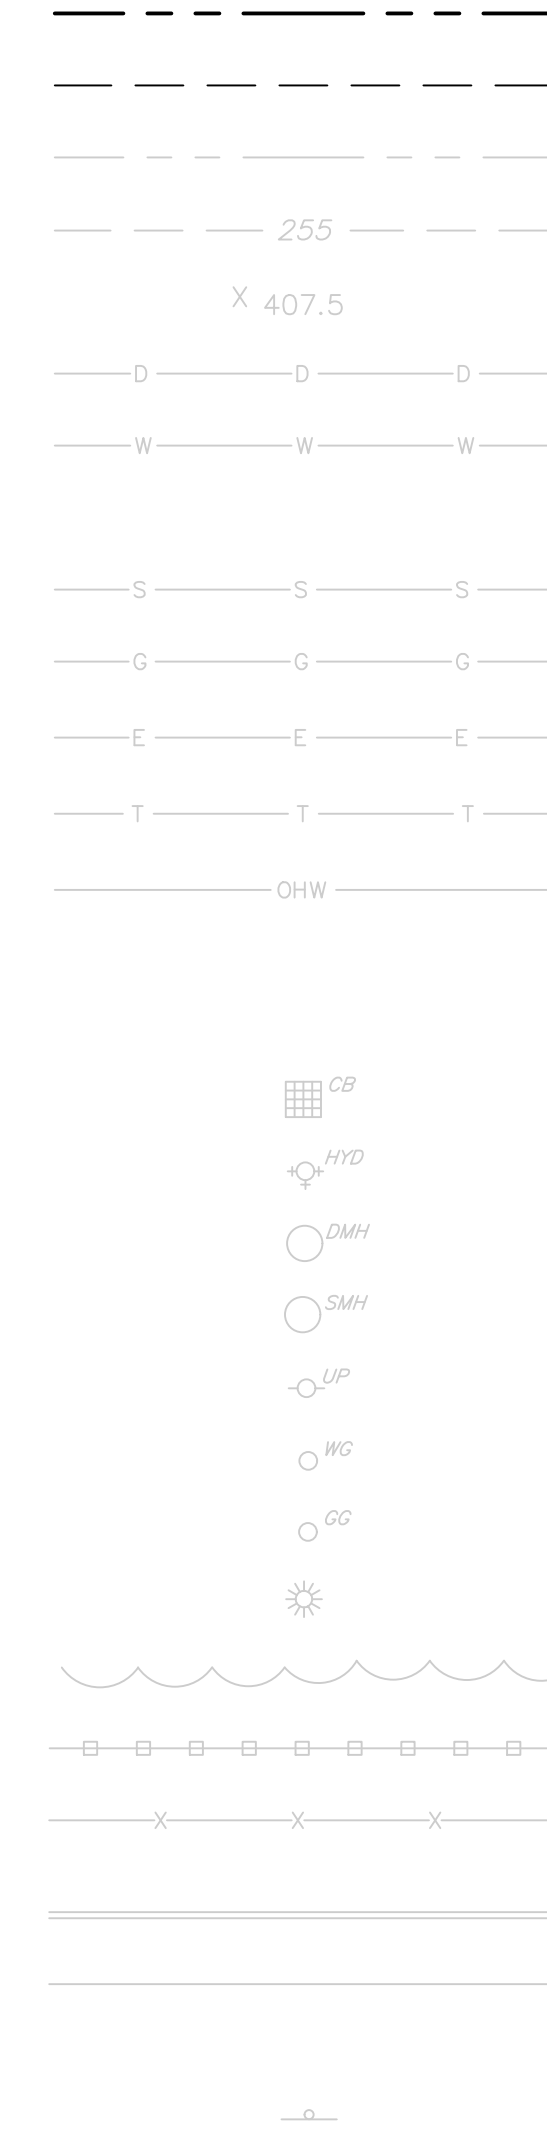 255
X 407.5
D D D
W W W
S S S
G G G
E E E
T T T
OHW
CB
HYD
DMH
SMH
UP
WG
GG
X X X